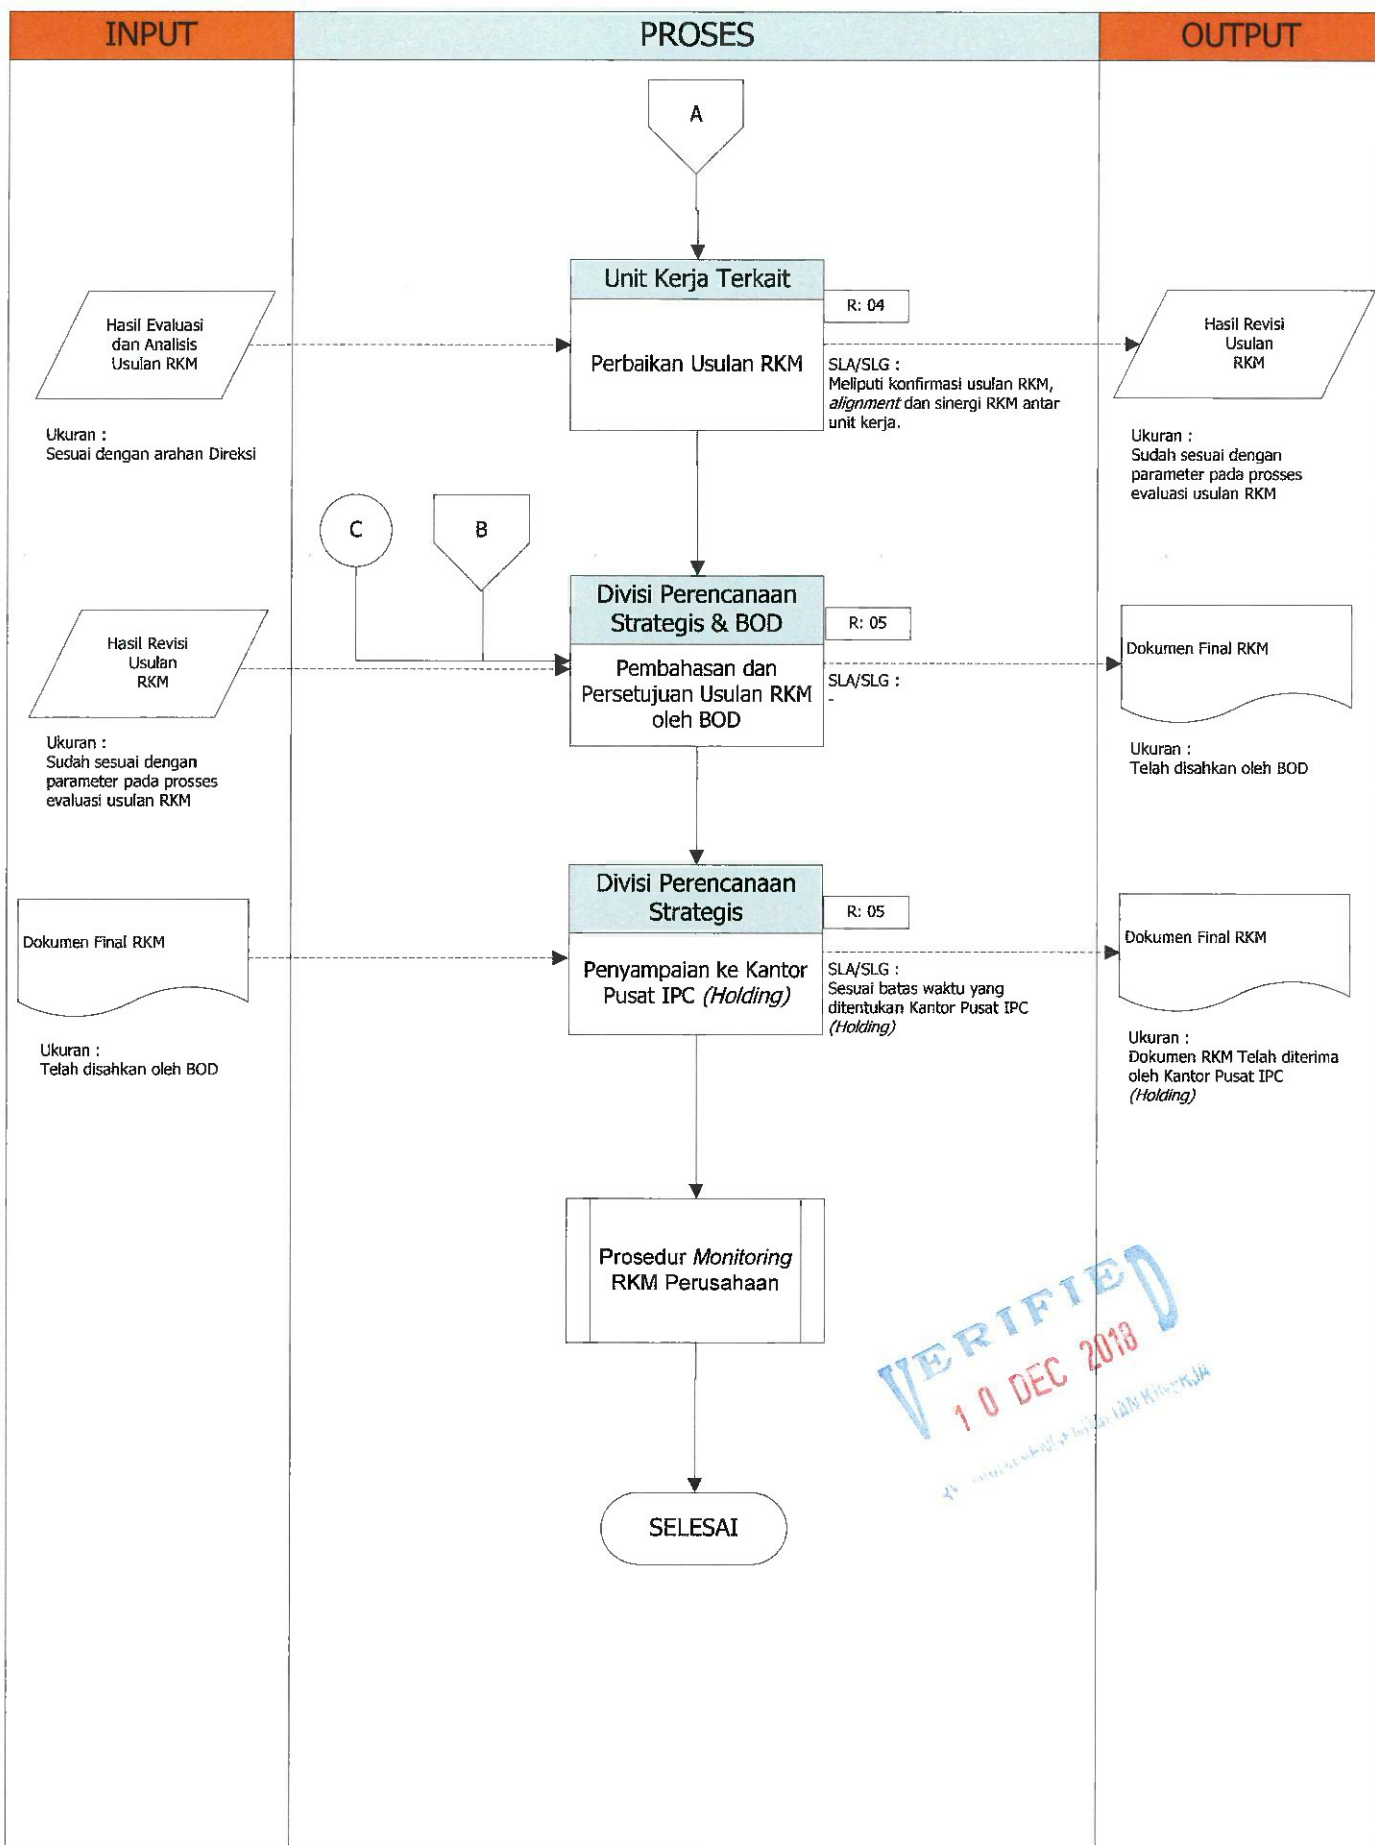 INPUT
PROSES
OUTPUT
A
Unit Kerja Terkait
R: 04
Hasil Evaluasi
dan Analisis
Usulan RKM
Perbaikan Usulan RKM
SLA/SLG :
Meliputi konfirmasi usulan RKM,
alignment dan sinergi RKM antar
unit kerja.
Hasil Revisi
Usulan
RKM
Ukuran :
Sesuai dengan arahan Direksi
Ukuran :
Sudah sesuai dengan
parameter pada prosses
evaluasi usulan RKM
C
B
Divisi Perencanaan
Strategis & BOD
R: 05
Hasil Revisi
Usulan
RKM
Pembahasan dan
Persetujuan Usulan RKM
oleh BOD
SLA/SLG :
-
Dokumen Final RKM
Ukuran :
Sudah sesuai dengan
parameter pada prosses
evaluasi usulan RKM
Ukuran :
Telah disahkan oleh BOD
Divisi Perencanaan
Strategis
R: 05
Dokumen Final RKM
Penyampaian ke Kantor
Pusat IPC (Holding)
SLA/SLG :
Sesuai batas waktu yang
ditentukan Kantor Pusat IPC
(Holding)
Dokumen Final RKM
Ukuran :
Telah disahkan oleh BOD
Ukuran :
Dokumen RKM Telah diterima
oleh Kantor Pusat IPC
(Holding)
Prosedur Monitoring
RKM Perusahaan
VERIFIED
10 DEC 2018
SELESAI